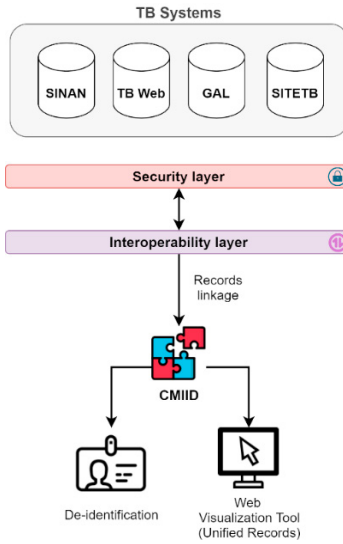 TB Systems
SINAN
TB Web
GAL
SITETB
Security layer
Interoperability layer
Records
linkage
CMIID
De-identification
Web
Visualization Tool
(Unified Records)